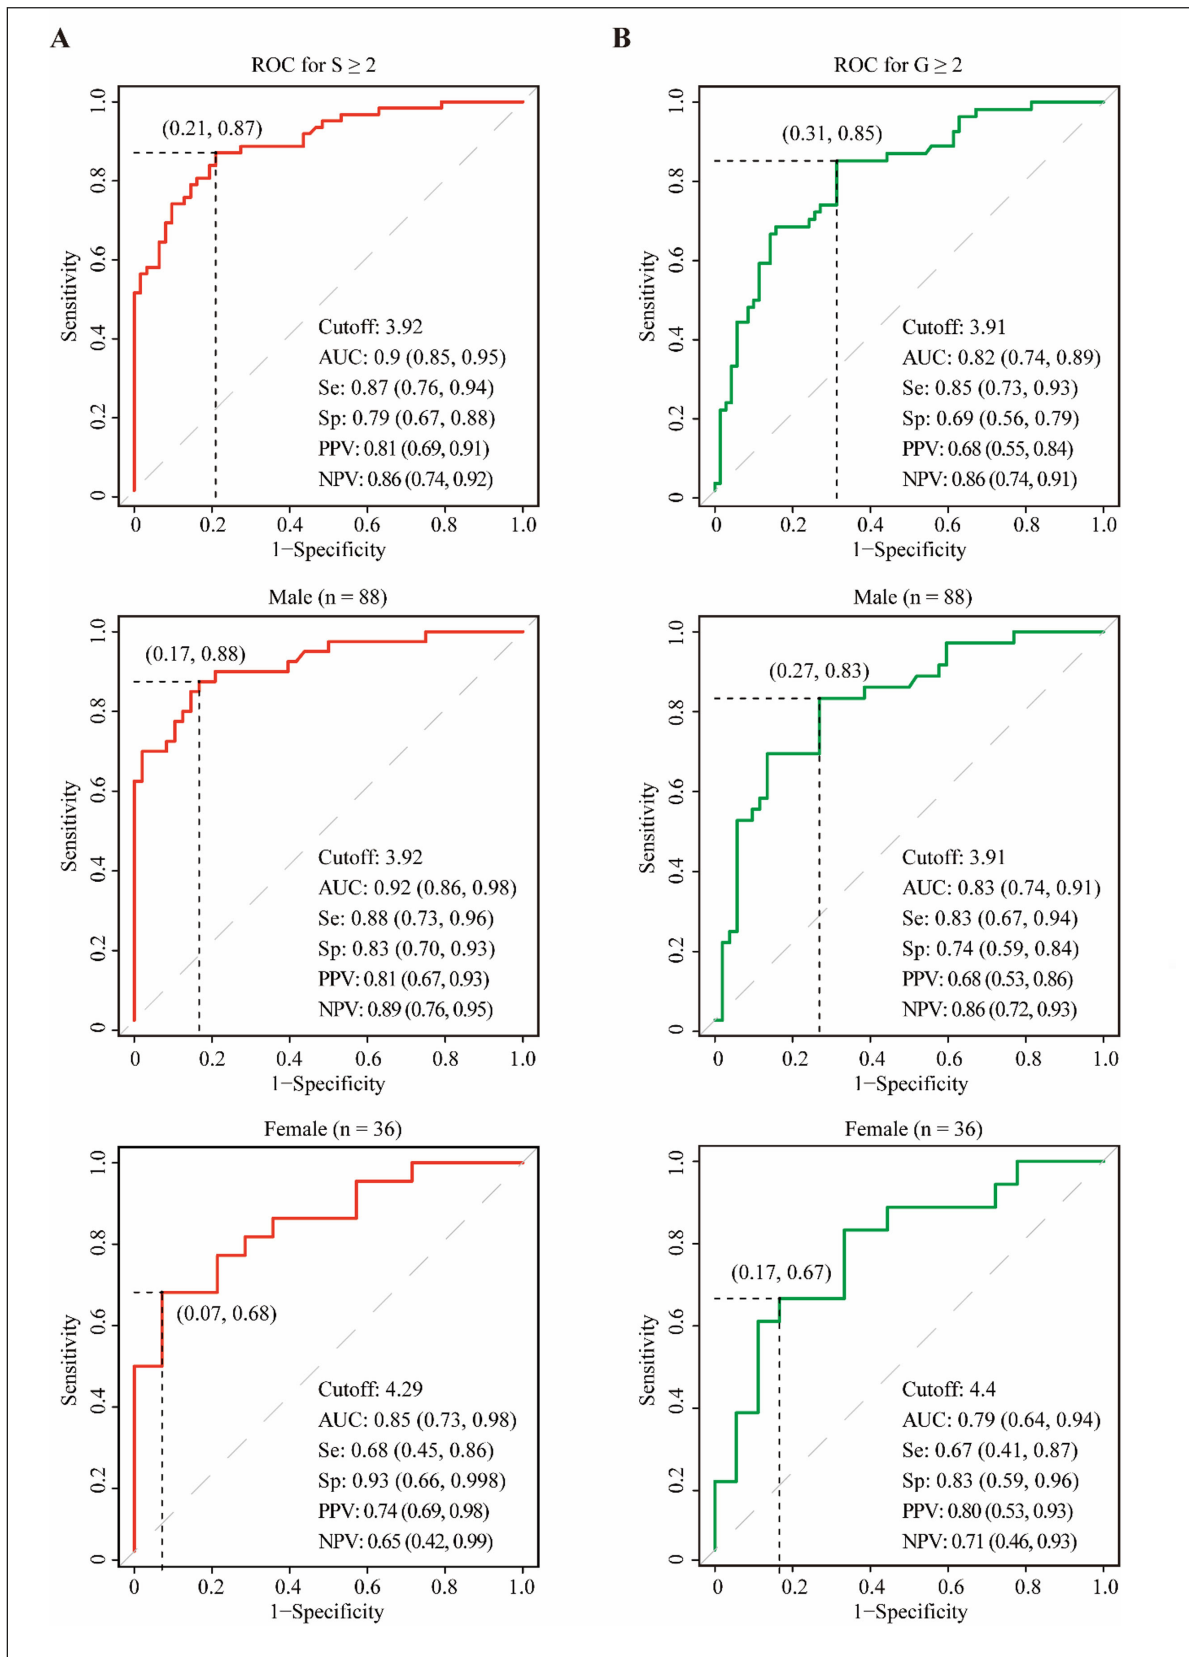 A
ROC for S ≥ 2
1.0
0.8
0.6
0.4
0.2
0
Sensitivity
(0.21, 0.87)
Cutoff: 3.92
AUC: 0.9 (0.85, 0.95)
Se: 0.87 (0.76, 0.94)
Sp: 0.79 (0.67, 0.88)
PPV: 0.81 (0.69, 0.91)
NPV: 0.86 (0.74, 0.92)
0 0.2 0.4 0.6 0.8 1.0
1−Specificity
B
ROC for G ≥ 2
1.0
0.8
0.6
0.4
0.2
0
Sensitivity
(0.31, 0.85)
Cutoff: 3.91
AUC: 0.82 (0.74, 0.89)
Se: 0.85 (0.73, 0.93)
Sp: 0.69 (0.56, 0.79)
PPV: 0.68 (0.55, 0.84)
NPV: 0.86 (0.74, 0.91)
0 0.2 0.4 0.6 0.8 1.0
1−Specificity
Male (n = 88)
1.0
0.8
0.6
0.4
0.2
0
Sensitivity
(0.17, 0.88)
Cutoff: 3.92
AUC: 0.92 (0.86, 0.98)
Se: 0.88 (0.73, 0.96)
Sp: 0.83 (0.70, 0.93)
PPV: 0.81 (0.67, 0.93)
NPV: 0.89 (0.76, 0.95)
0 0.2 0.4 0.6 0.8 1.0
1−Specificity
Male (n = 88)
1.0
0.8
0.6
0.4
0.2
0
Sensitivity
(0.27, 0.83)
Cutoff: 3.91
AUC: 0.83 (0.74, 0.91)
Se: 0.83 (0.67, 0.94)
Sp: 0.74 (0.59, 0.84)
PPV: 0.68 (0.53, 0.86)
NPV: 0.86 (0.72, 0.93)
0 0.2 0.4 0.6 0.8 1.0
1−Specificity
Female (n = 36)
1.0
0.8
0.6
0.4
0.2
0
Sensitivity
(0.07, 0.68)
Cutoff: 4.29
AUC: 0.85 (0.73, 0.98)
Se: 0.68 (0.45, 0.86)
Sp: 0.93 (0.66, 0.998)
PPV: 0.74 (0.69, 0.98)
NPV: 0.65 (0.42, 0.99)
0 0.2 0.4 0.6 0.8 1.0
1−Specificity
Female (n = 36)
1.0
0.8
0.6
0.4
0.2
0
Sensitivity
(0.17, 0.67)
Cutoff: 4.4
AUC: 0.79 (0.64, 0.94)
Se: 0.67 (0.41, 0.87)
Sp: 0.83 (0.59, 0.96)
PPV: 0.80 (0.53, 0.93)
NPV: 0.71 (0.46, 0.93)
0 0.2 0.4 0.6 0.8 1.0
1−Specificity